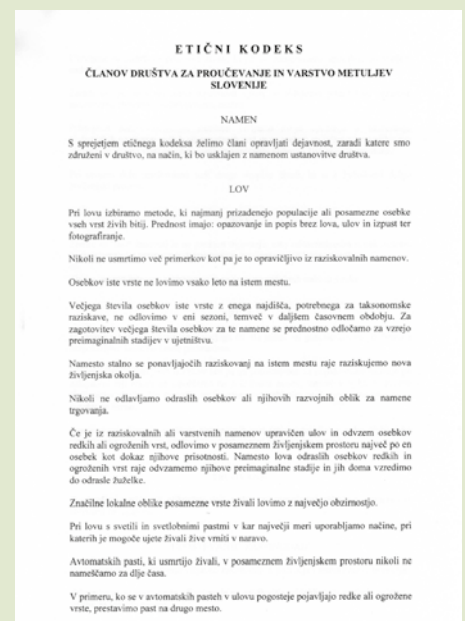 ETIČNI KODEKS
ČLANOV DRUŠTVA ZA PROUČEVANJE IN VARSTVO METULJEV
SLOVENIJE
NAMEN
S sprejetjem etičnega kodeksa želimo člani opravljati dejavnost, zaradi katere smo
združeni v društvo, na način, ki bo usklajen z namenom ustanovitve društva.
LOV
Pri lovu izbiramo metode, ki najmanj prizadenejo populacije ali posamezne osebke
vseh vrst živih bitij. Prednost imajo: opazovanje in popis brez lova, ulov in izpust ter
fotografiranje.
Nikoli ne usmrtimo več primerkov kot pa je to opravičljivo iz raziskovalnih namenov.
Osebkov iste vrste ne lovimo vsako leto na istem mestu.
Večjega števila osebkov iste vrste z enega najdišča, potrebnega za taksonomske
raziskave, ne odlovimo v eni sezoni, temveč v daljšem časovnem obdobju. Za
zagotovitev večjega števila osebkov za te namene se prednostno odločamo za vzrejo
preimaginalnih stadijev v ujetništvu.
Namesto stalno se ponavljajočih raziskovanj na istem mestu raje raziskujemo nova
življenjska okolja.
Nikoli ne odlavljamo odraslih osebkov ali njihovih razvojnih oblik za namene
trgovanja.
Če je iz raziskovalnih ali varstvenih namenov upravičen ulov in odvzem osebkov
redkih ali ogroženih vrst, odlovimo v posameznem življenjskem prostoru največ po en
osebek kot dokaz njihove prisotnosti. Namesto lova odraslih osebkov redkih in
ogroženih vrst raje odvzamemo njihove preimaginalne stadije in jih doma vzredimo
do odrasle žuželke.
Značilne lokalne oblike posamezne vrste živali lovimo z največjo obzirnostjo.
Pri lovu s svetili in svetlobnimi pastmi v kar največji meri uporabljamo načine, pri
katerih je mogoče ujete živali žive vrniti v naravo.
Avtomatskih pasti, ki usmrtijo živali, v posameznem življenjskem prostoru nikoli ne
nameščamo za dlje časa.
V primeru, ko se v avtomatskih pasteh v ulovu pogosteje pojavljajo redke ali ogrožene
vrste, prestavimo past na drugo mesto.